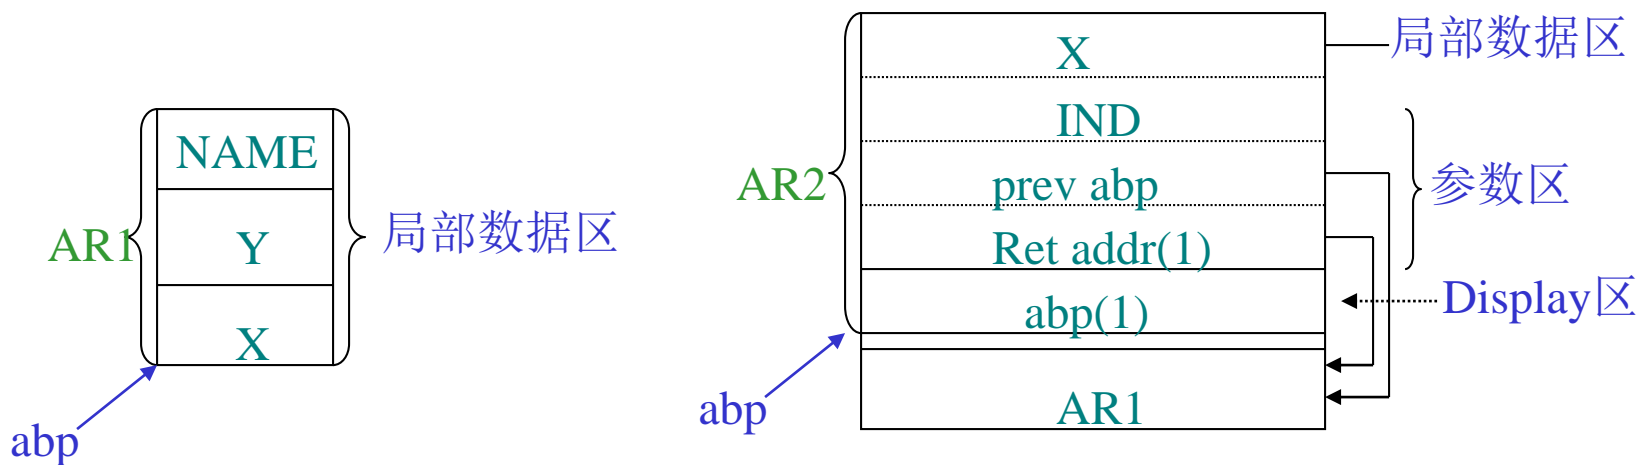 NAME
AR1
Y
局部数据区
X
abp
X
局部数据区
IND
AR2
prev abp
参数区
Ret addr(1)
abp(1)
Display区
abp
AR1